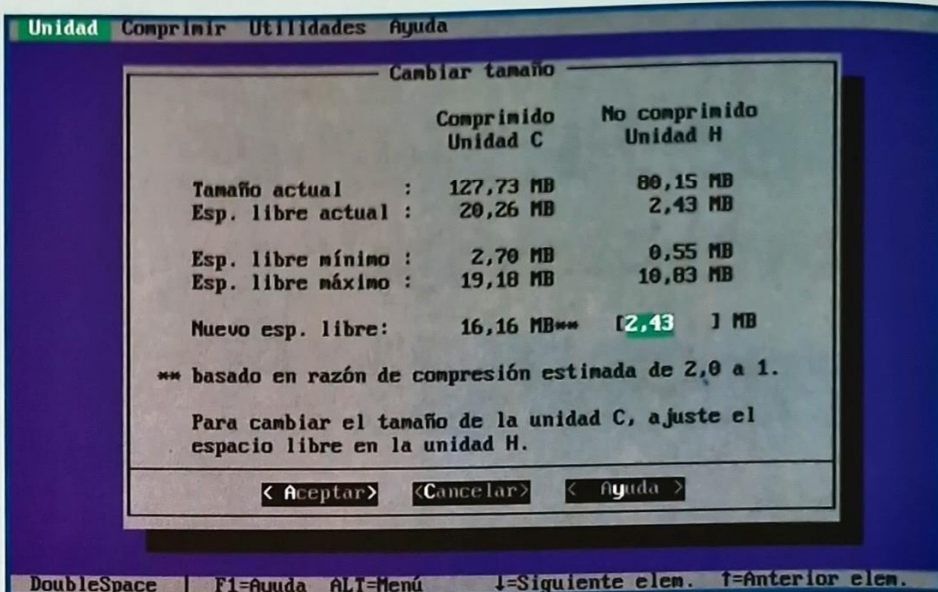 Unidad Comprimir Utilidades Ayuda
Cambiar tamaño
Comprimido No comprimido
Unidad C Unidad H
Tamaño actual : 127,73 MB 80,15 MB
Esp. libre actual : 20,26 MB 2,43 MB
Esp. libre mínimo : 2,70 MB 0,55 MB
Esp. libre máximo : 19,18 MB 10,83 MB
Nuevo esp. libre: 16,16 MB** [2,43 ] MB
** basado en razón de compresión estimada de 2,0 a 1.
Para cambiar el tamaño de la unidad C, ajuste el
espacio libre en la unidad H.
< Aceptar> <Cancelar> < Ayuda >
DoubleSpace | F1=Ayuda ALT=Menú ↓=Siguiente elem. ↑=Anterior elem.